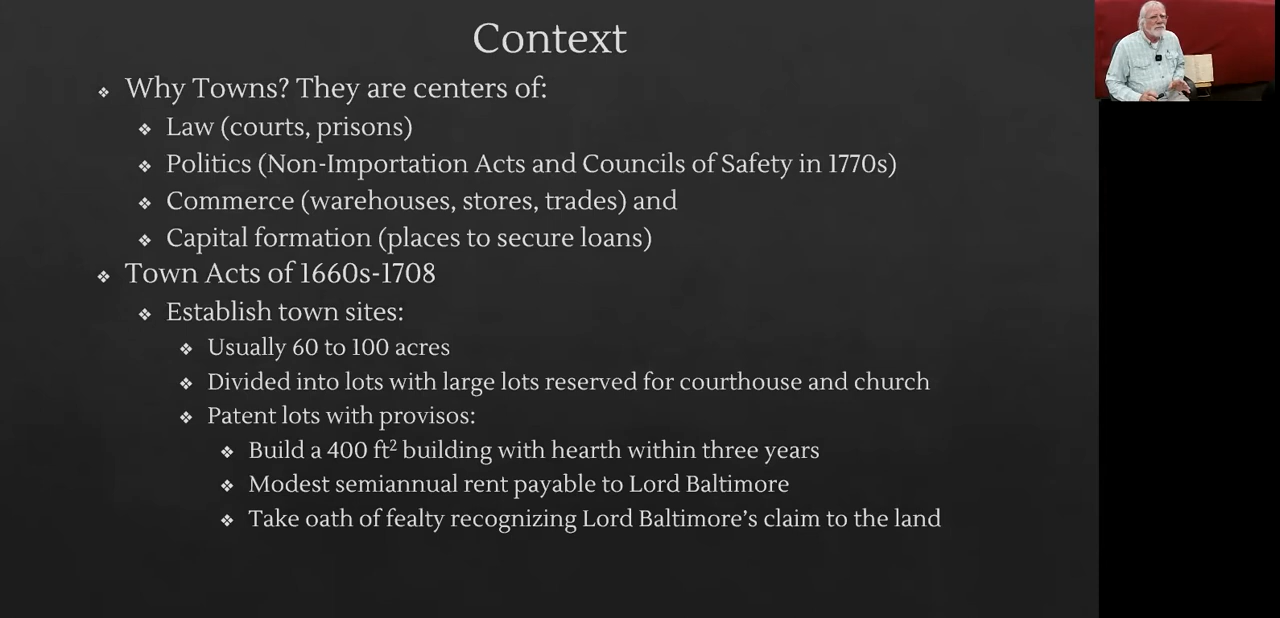 Context
Why Towns? They are centers of:
Law (courts, prisons)
Politics (Non-Importation Acts and Councils of Safety in 1770s)
Commerce (warehouses, stores, trades) and
Capital formation (places to secure loans)
Town Acts of 1660s-1708
Establish town sites:
Usually 60 to 100 acres
Divided into lots with large lots reserved for courthouse and church
Patent lots with provisos:
Build a 400 ft² building with hearth within three years
Modest semiannual rent payable to Lord Baltimore
Take oath of fealty recognizing Lord Baltimore’s claim to the land